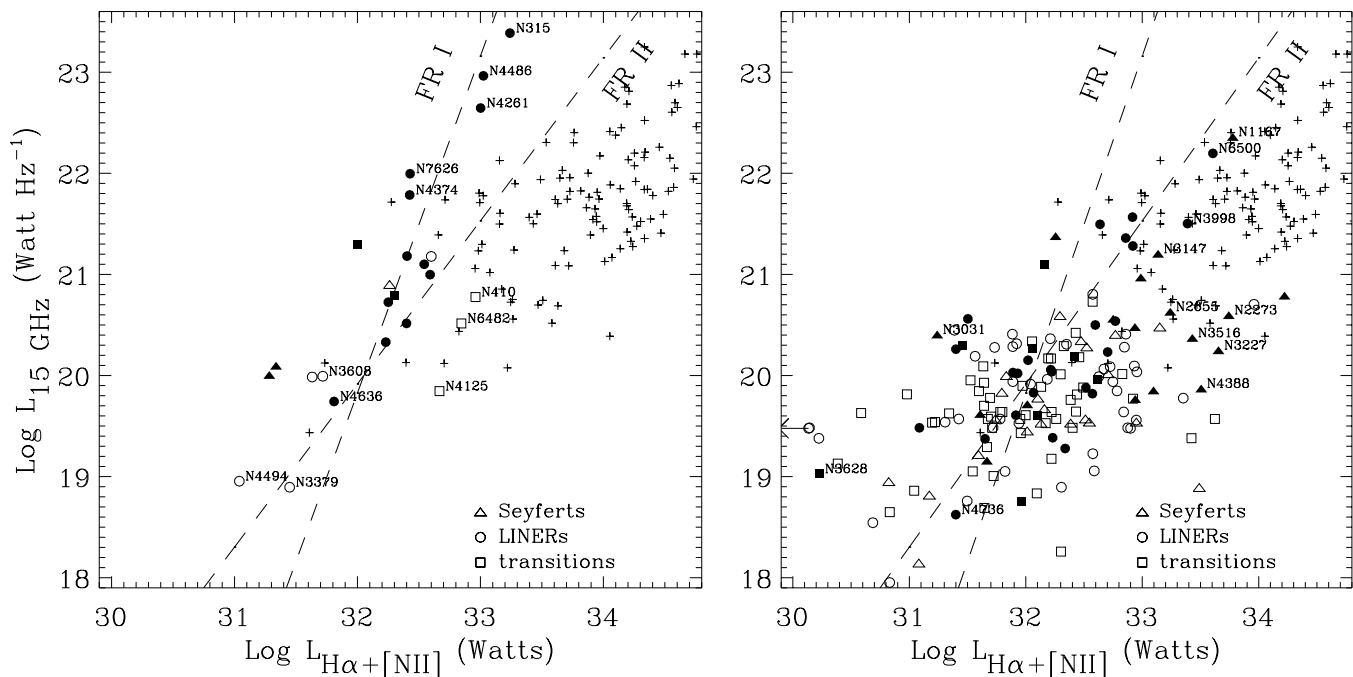 FR I
FR II
N315
N4486
N4261
N7626
N4374
N410
N6482
N3608
N4125
N4636
N4494
N3379
Seyferts
LINERs
transitions
23
22
21
20
19
18
30 31 32 33 34
Log L15 GHz (Watt Hz−1)
Log LHα+[NII] (Watts)
FR I
FR II
N1167
N6500
N3998
N6147
N2655
N2273
N3031
N3516
N3227
N4388
N3628
N4736
Seyferts
LINERs
transitions
23
22
21
20
19
18
30 31 32 33 34
Log LHα+[NII] (Watts)